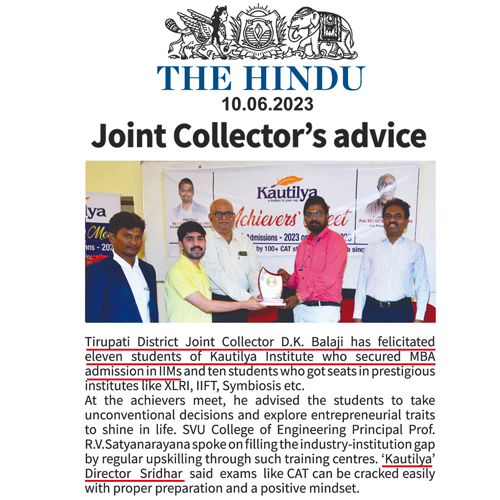 THE HINDU
10.06.2023
Joint Collector's advice
Kautilya
Achievers' Meet
Admissions - 2023
by 100+ CAT
Tirupati District Joint Collector D.K. Balaji has felicitated
eleven students of Kautilya Institute who secured MBA
admission in IIMs and ten students who got seats in prestigious
institutes like XLRI, IIFT, Symbiosis etc.
At the achievers meet, he advised the students to take
unconventional decisions and explore entrepreneurial traits
to shine in life. SVU College of Engineering Principal Prof.
R.V.Satyanarayana spoke on filling the industry-institution gap
by regular upskilling through such training centres. 'Kautilya'
Director Sridhar said exams like CAT can be cracked easily
with proper preparation and a positive mindset.